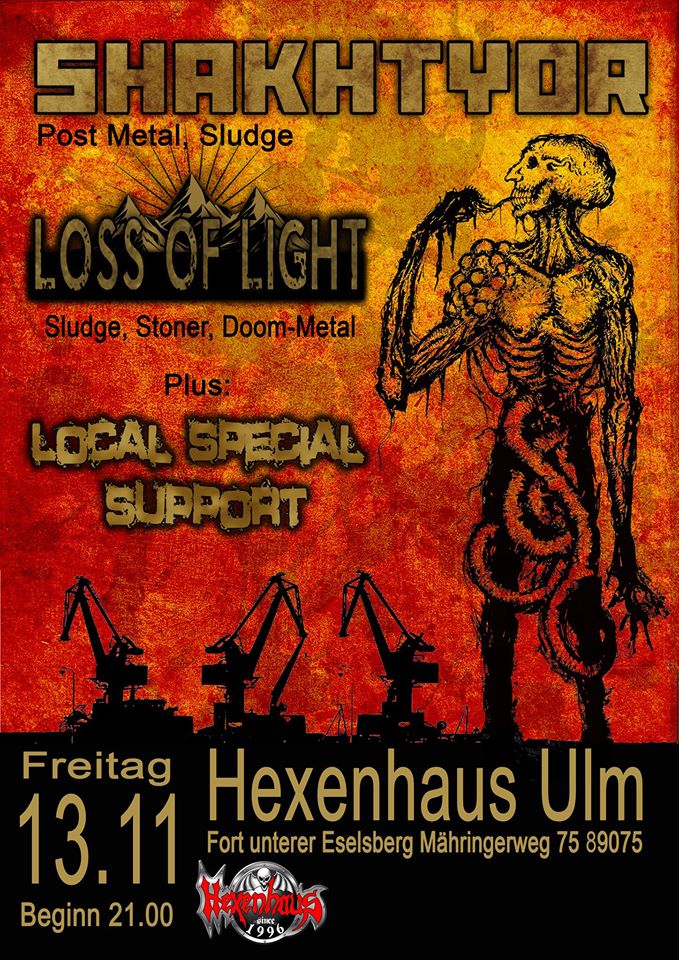 SHAKHTYOR
Post Metal, Sludge
LOSS OF LIGHT
Sludge, Stoner, Doom-Metal
Plus:
LOCAL SPECIAL
SUPPORT
Freitag
13.11
Beginn 21.00
Hexenhaus Ulm
Fort unterer Eselsberg Mähringerweg 75 89075
Hexenhaus
since
1996